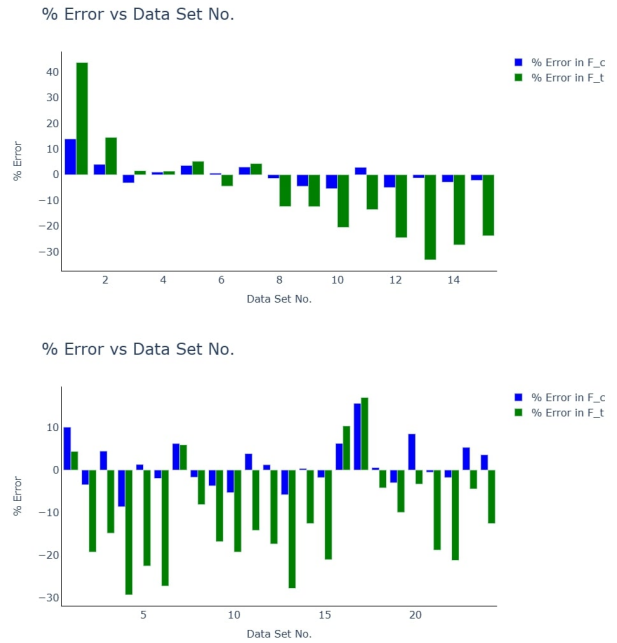 % Error vs Data Set No.
% Error in F_c
% Error in F_t
40
30
20
10
0
−10
−20
−30
% Error
2 4 6 8 10 12 14
Data Set No.
% Error vs Data Set No.
% Error in F_c
% Error in F_t
10
0
−10
−20
−30
% Error
5 10 15 20
Data Set No.